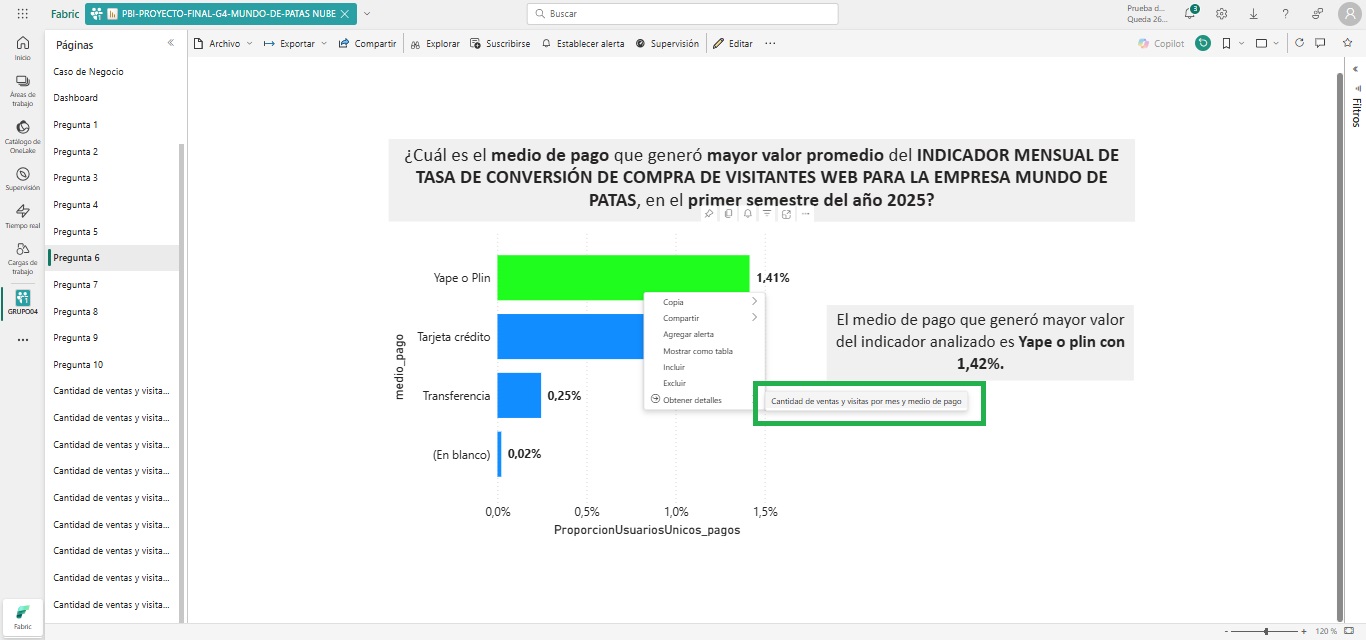 Fabric
PBI-PROYECTO-FINAL-G4-MUNDO-DE-PATAS NUBE
Buscar
Prueba d...
Queda 26...
3
Inicio
Áreas de
trabajo
Catálogo de
OneLake
Supervisión
Tiempo real
Cargas de
trabajo
GRUPO04
Fabric
Páginas
Caso de Negocio
Dashboard
Pregunta 1
Pregunta 2
Pregunta 3
Pregunta 4
Pregunta 5
Pregunta 6
Pregunta 7
Pregunta 8
Pregunta 9
Pregunta 10
Cantidad de ventas y visita...
Cantidad de ventas y visita...
Cantidad de ventas y visita...
Cantidad de ventas y visita...
Cantidad de ventas y visita...
Cantidad de ventas y visita...
Cantidad de ventas y visita...
Cantidad de ventas y visita...
Cantidad de ventas y visita...
Archivo Exportar Compartir Explorar Suscribirse Establecer alerta Supervisión Editar Copilot
¿Cuál es el medio de pago que generó mayor valor promedio del INDICADOR MENSUAL DE
TASA DE CONVERSIÓN DE COMPRA DE VISITANTES WEB PARA LA EMPRESA MUNDO DE
PATAS, en el primer semestre del año 2025?
medio_pago
Yape o Plin 1,41%
Tarjeta crédito
Transferencia 0,25%
(En blanco) 0,02%
0,0% 0,5% 1,0% 1,5%
ProporcionUsuariosUnicos_pagos
Copia
Compartir
Agregar alerta
Mostrar como tabla
Incluir
Excluir
Obtener detalles
Cantidad de ventas y visitas por mes y medio de pago
El medio de pago que generó mayor valor
del indicador analizado es Yape o plin con
1,42%.
Filtros
- + 120 %